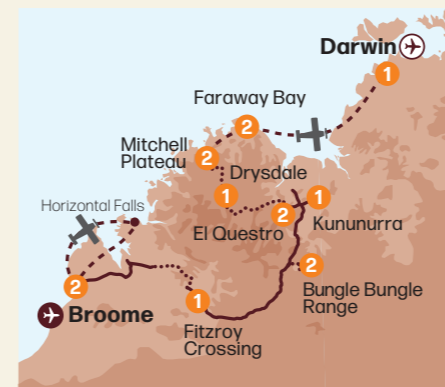 Darwin
1
Faraway Bay
2
Mitchell
Plateau
2
Drysdale
1
Horizontal Falls
1
2
El Questro
Kununurra
2
Bungle Bungle
Range
2
Broome
1
Fitzroy
Crossing